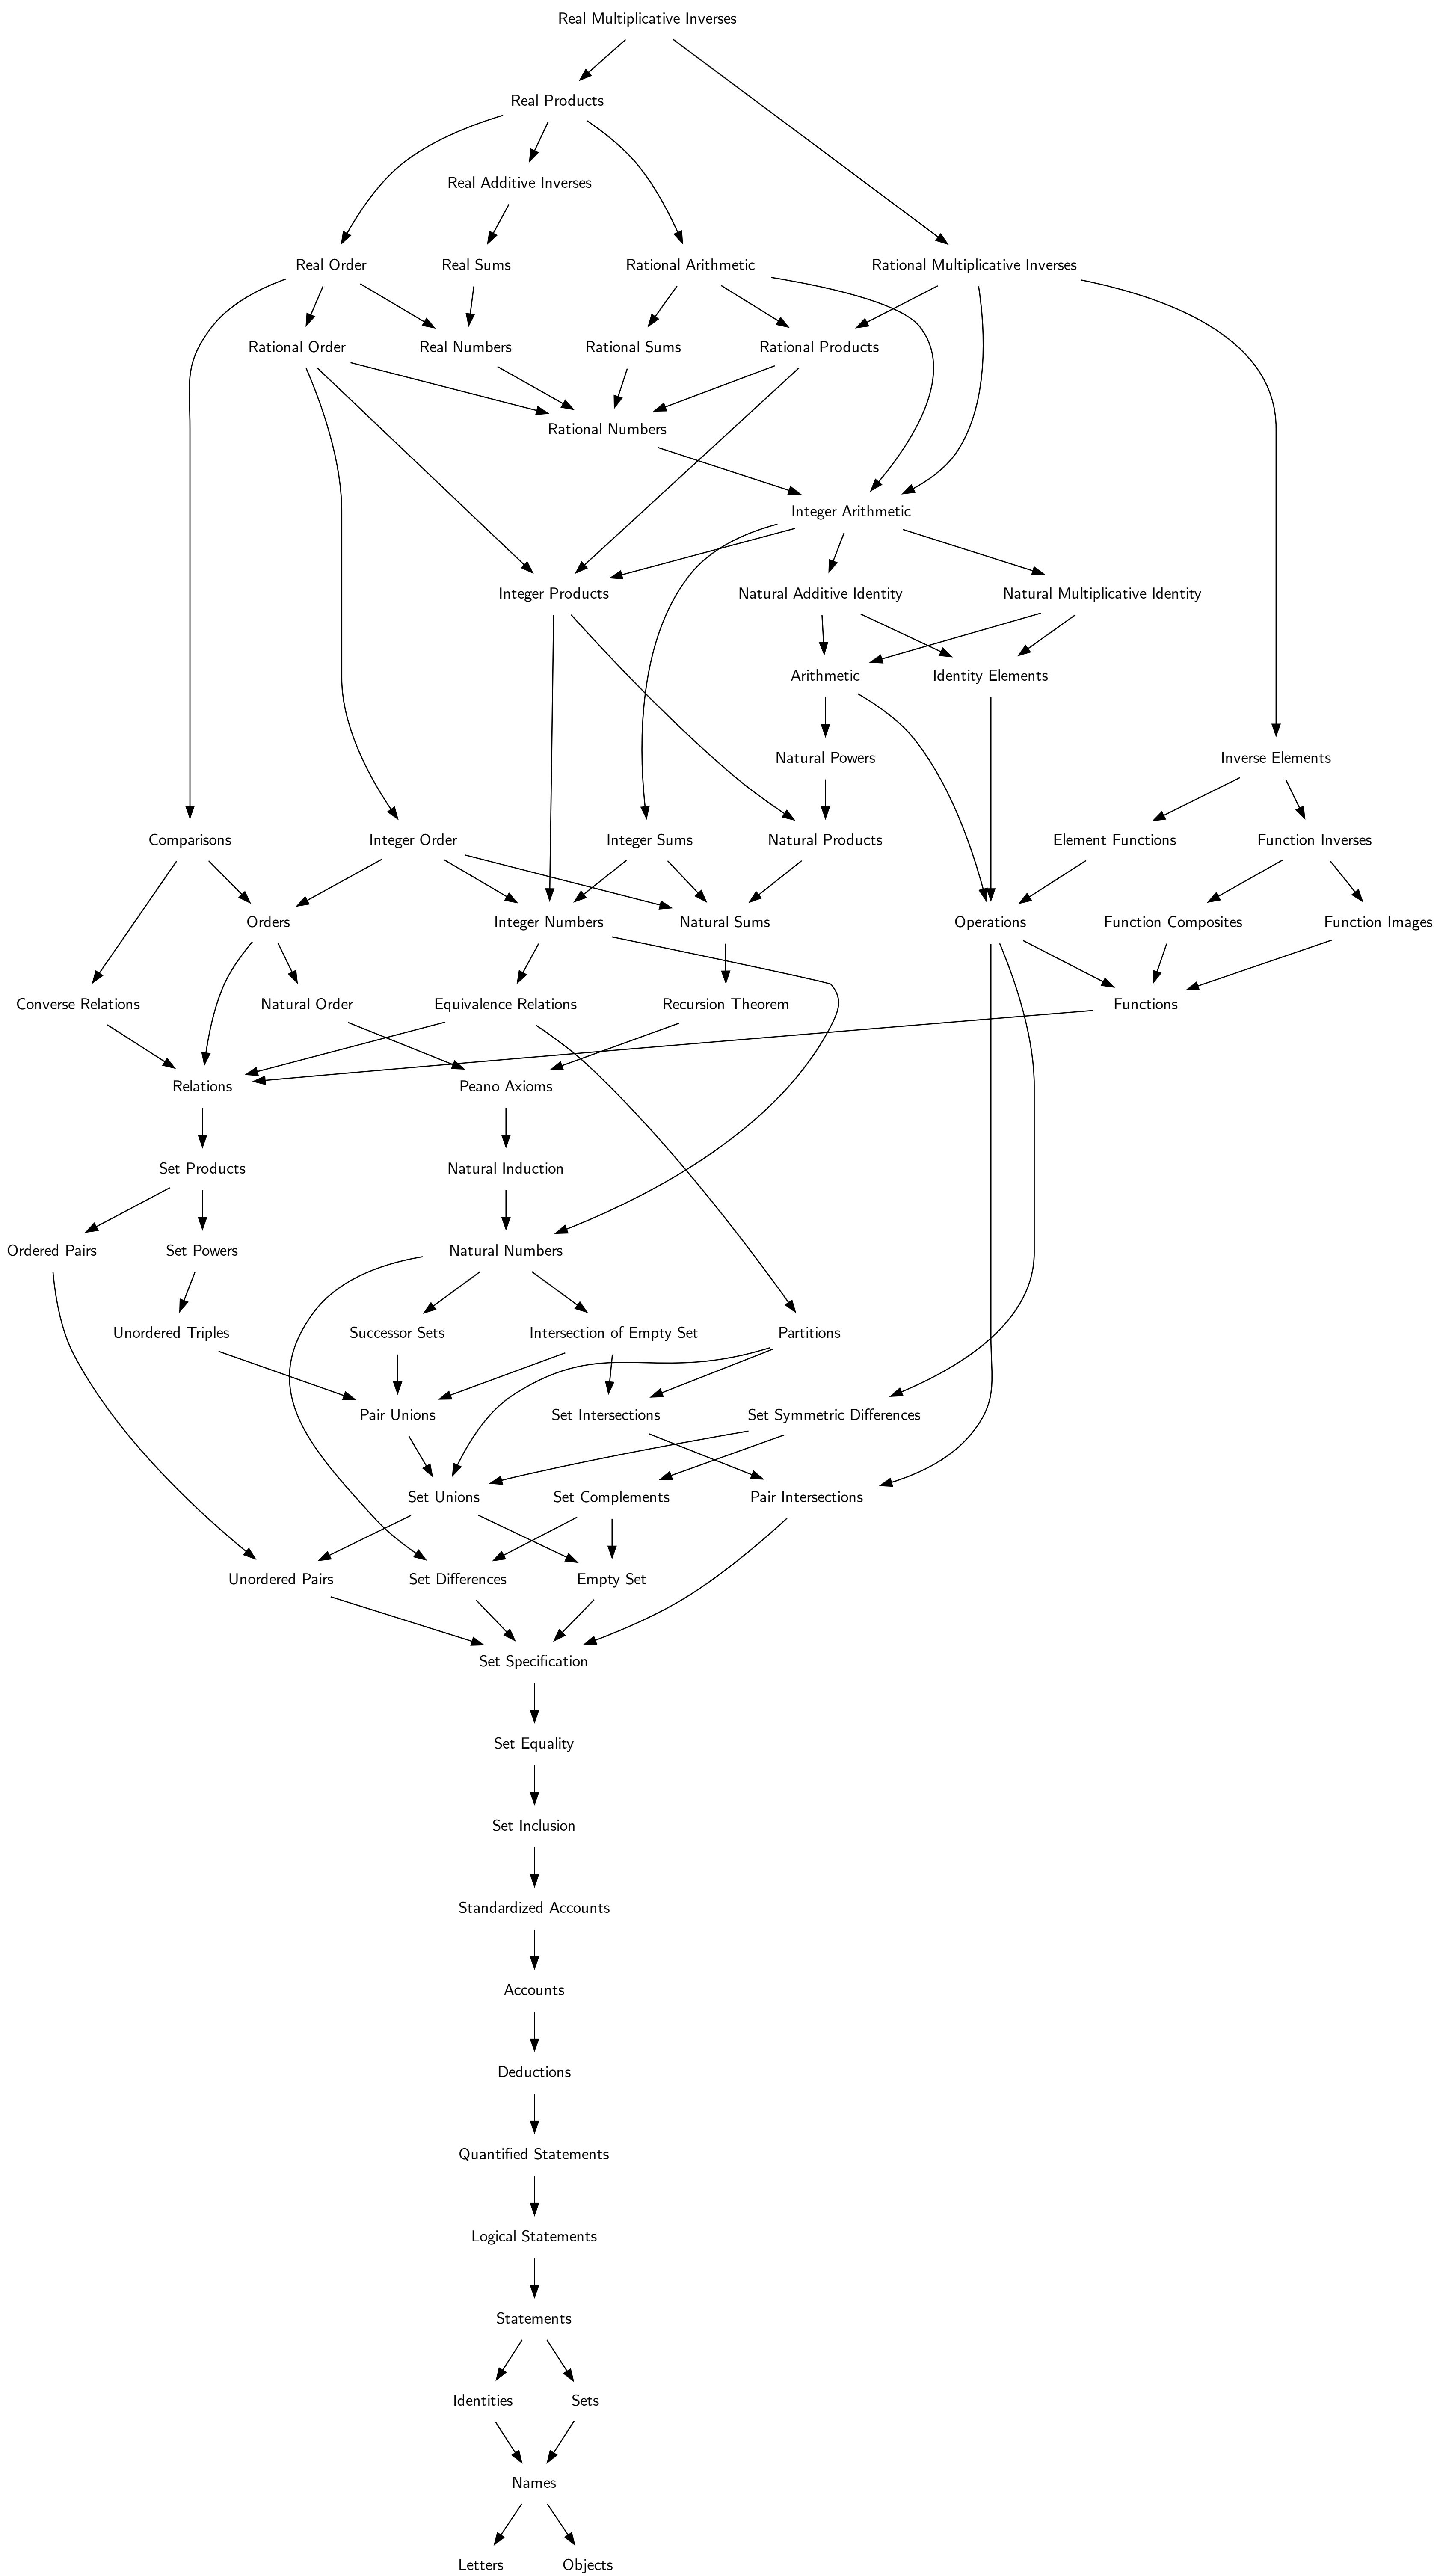 Real Multiplicative Inverses
Real Products
Real Additive Inverses
Real Order
Real Sums
Rational Arithmetic
Rational Multiplicative Inverses
Rational Order
Real Numbers
Rational Sums
Rational Products
Rational Numbers
Integer Arithmetic
Integer Products
Natural Additive Identity
Natural Multiplicative Identity
Arithmetic
Identity Elements
Natural Powers
Inverse Elements
Comparisons
Integer Order
Integer Sums
Natural Products
Element Functions
Function Inverses
Orders
Integer Numbers
Natural Sums
Operations
Function Composites
Function Images
Converse Relations
Natural Order
Equivalence Relations
Recursion Theorem
Functions
Relations
Peano Axioms
Set Products
Natural Induction
Ordered Pairs
Set Powers
Natural Numbers
Unordered Triples
Successor Sets
Intersection of Empty Set
Partitions
Pair Unions
Set Intersections
Set Symmetric Differences
Set Unions
Set Complements
Pair Intersections
Unordered Pairs
Set Differences
Empty Set
Set Specification
Set Equality
Set Inclusion
Standardized Accounts
Accounts
Deductions
Quantified Statements
Logical Statements
Statements
Identities
Sets
Names
Letters
Objects